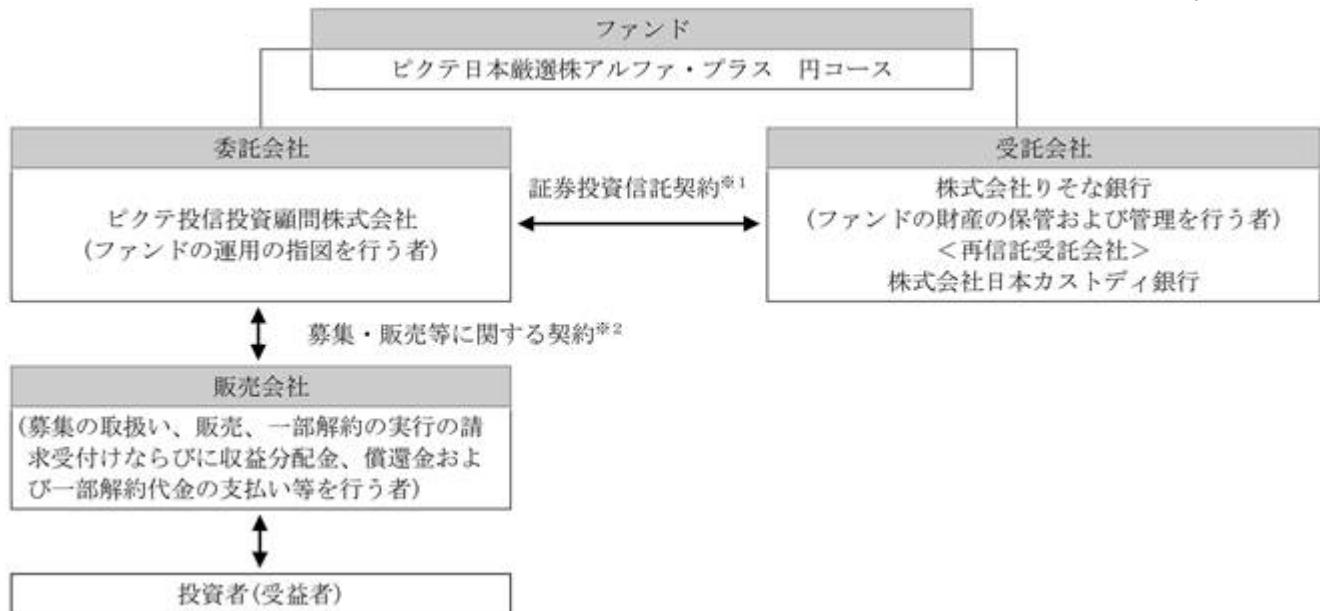 ファンド
ピクテ日本厳選株アルファ・プラス　円コース
委託会社
ピクテ投信投資顧問株式会社
(ファンドの運用の指図を行う者)
証券投資信託契約※1
受託会社
株式会社りそな銀行
(ファンドの財産の保管および管理を行う者)
＜再信託受託会社＞
株式会社日本カストディ銀行
募集・販売等に関する契約※2
販売会社
(募集の取扱い、販売、一部解約の実行の請
求受付けならびに収益分配金、償還金およ
び一部解約代金の支払い等を行う者)
投資者(受益者)